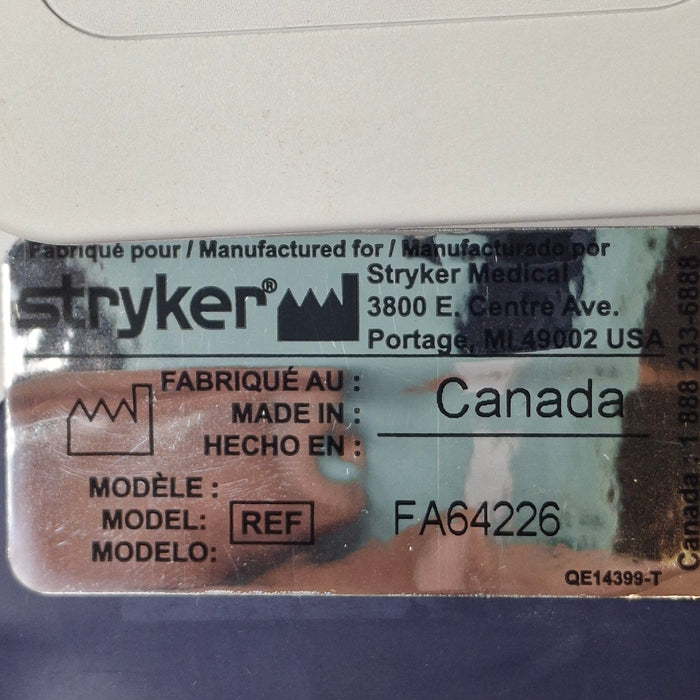 Fabriqué pour / Manufactured for / Manufacturado por
stryker®
Stryker Medical
3800 E. Centre Ave.
Portage, MI 49002 USA
FABRIQUÉ AU :
MADE IN :
HECHO EN :
Canada
MODÈLE :
MODEL:
MODELO:
REF
FA64226
QE14399-T
Canada : 1 888 233-6888